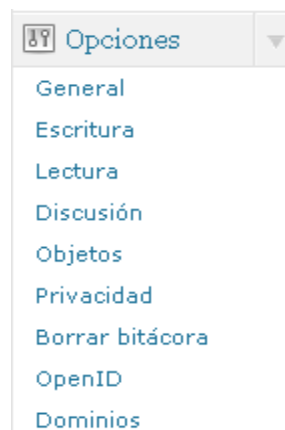 Opciones
General
Escritura
Lectura
Discusión
Objetos
Privacidad
Borrar bitácora
OpenID
Dominios